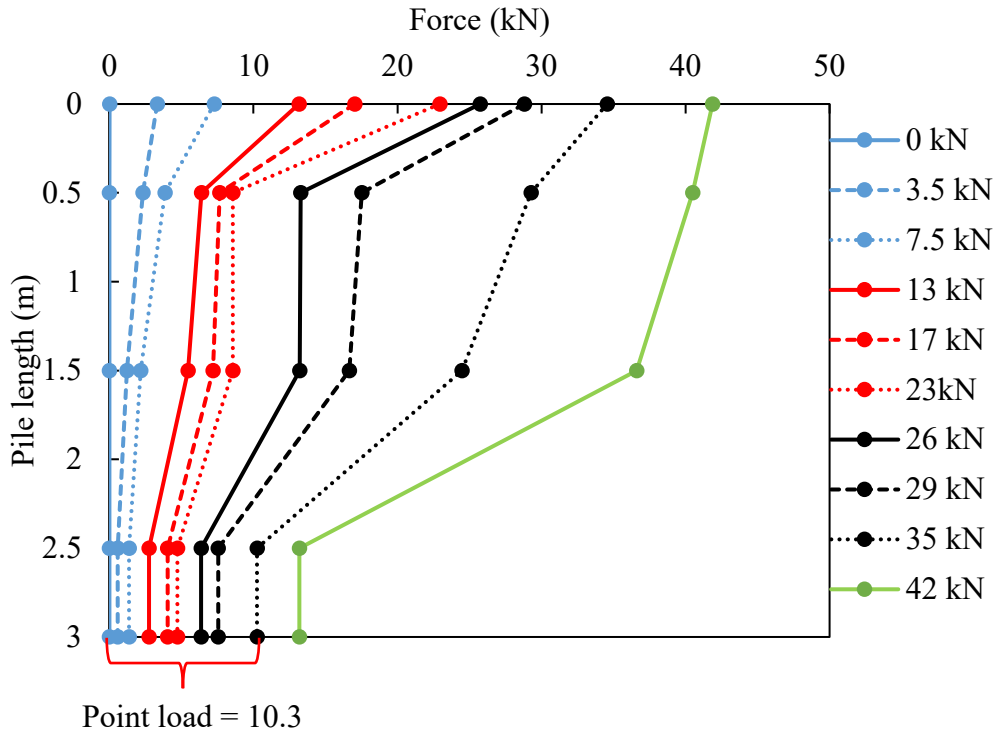 Force (kN)
0 10 20 30 40 50
Pile length (m)
0
0.5
1
1.5
2
2.5
3
0 kN
3.5 kN
7.5 kN
13 kN
17 kN
23kN
26 kN
29 kN
35 kN
42 kN
Point load = 10.3